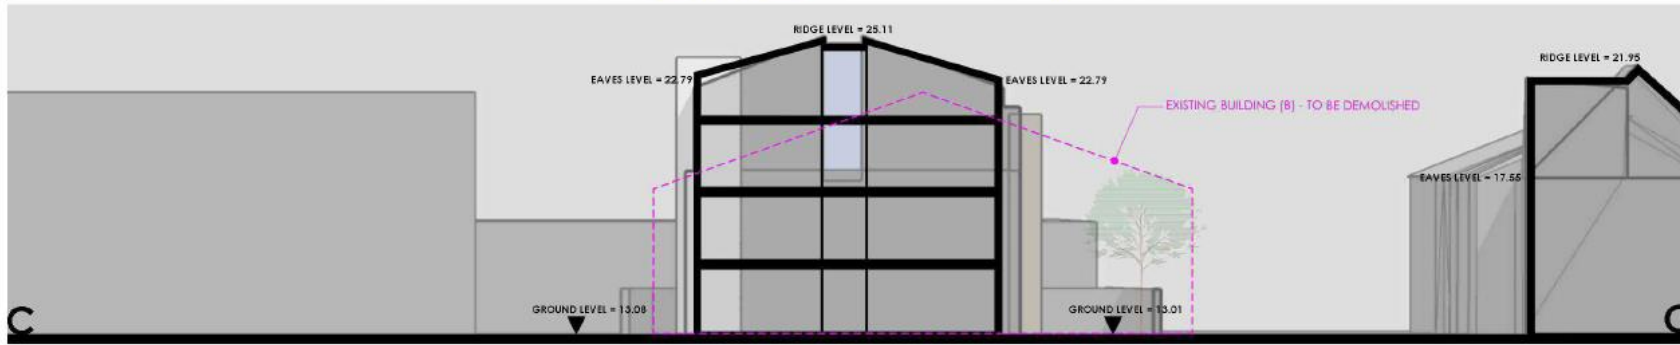 RIDGE LEVEL = 25.11
RIDGE LEVEL = 21.95
EAVES LEVEL = 22.79
EAVES LEVEL = 22.79
EXISTING BUILDING (B) - TO BE DEMOLISHED
EAVES LEVEL = 17.55
GROUND LEVEL = 13.08
GROUND LEVEL = 13.01
C
C